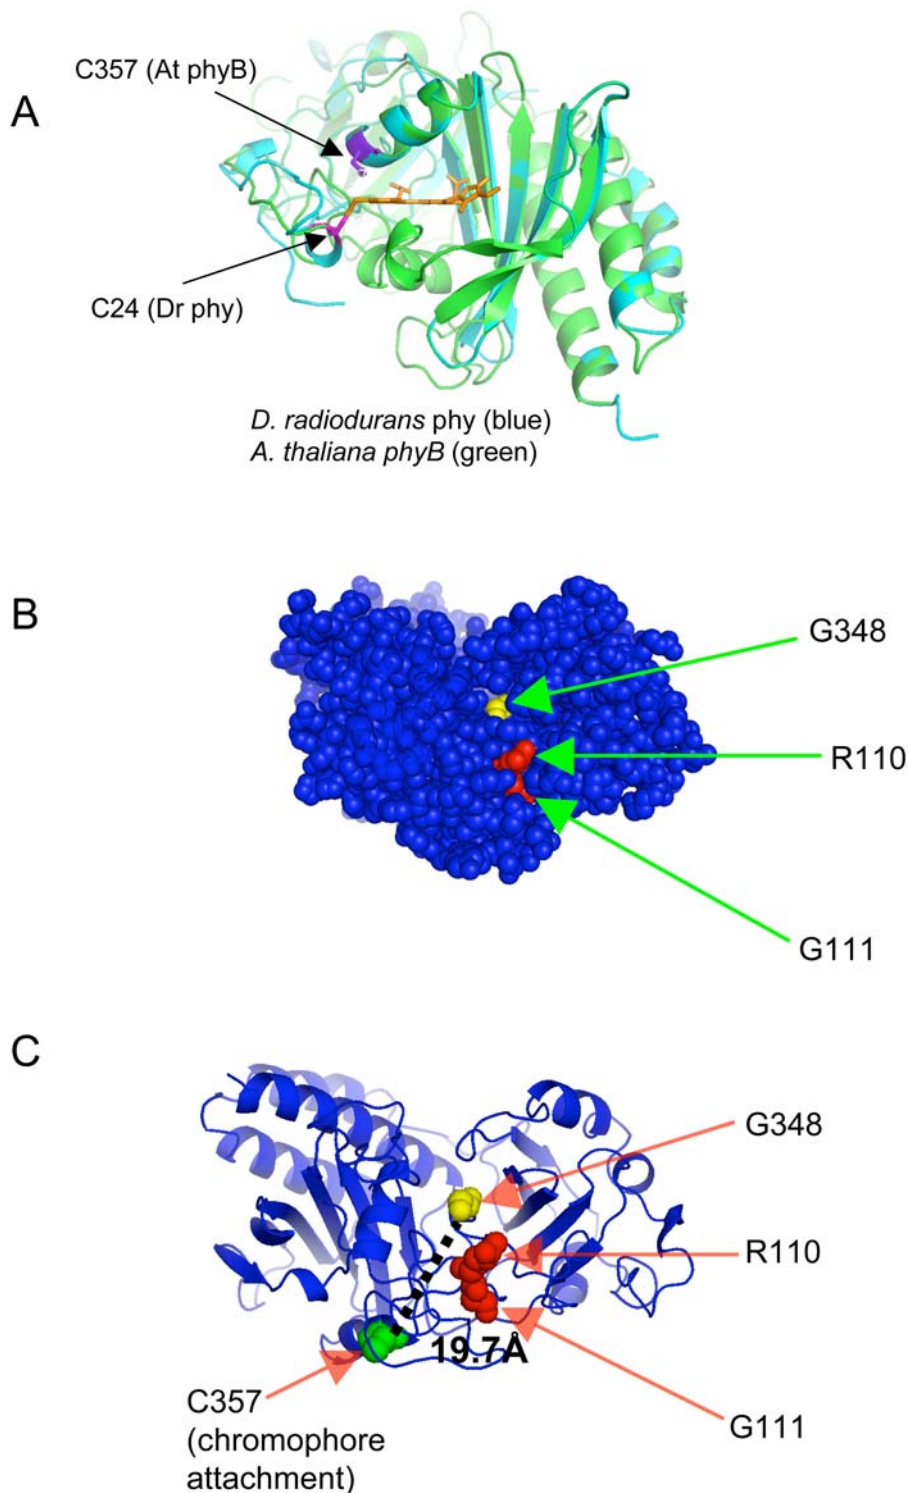 A
C357 (At phyB)
C24 (Dr phy)
D. radiodurans phy (blue)
A. thaliana phyB (green)
B
G348
R110
G111
C
G348
R110
19.7Å
C357
(chromophore
attachment)
G111